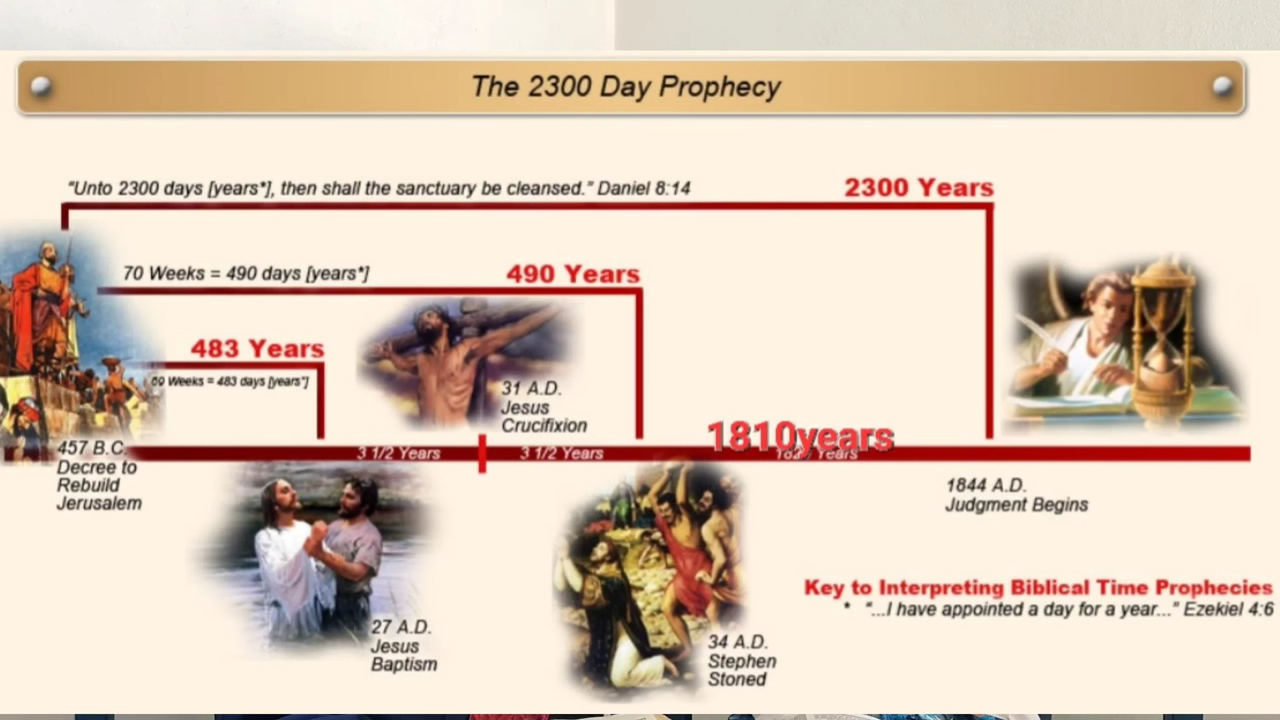 The 2300 Day Prophecy
"Unto 2300 days [years*], then shall the sanctuary be cleansed." Daniel 8:14
2300 Years
70 Weeks = 490 days [years*]
490 Years
483 Years
Weeks = 483 days [years*]
31 A.D.
Jesus
Crucifixion
1810years
457 B.C.
Decree to
Rebuild
Jerusalem
3 1/2 Years
3 1/2 Years
Years
1844 A.D.
Judgment Begins
Key to Interpreting Biblical Time Prophecies
* "...I have appointed a day for a year..." Ezekiel 4:6
27 A.D.
Jesus
Baptism
34 A.D.
Stephen
Stoned